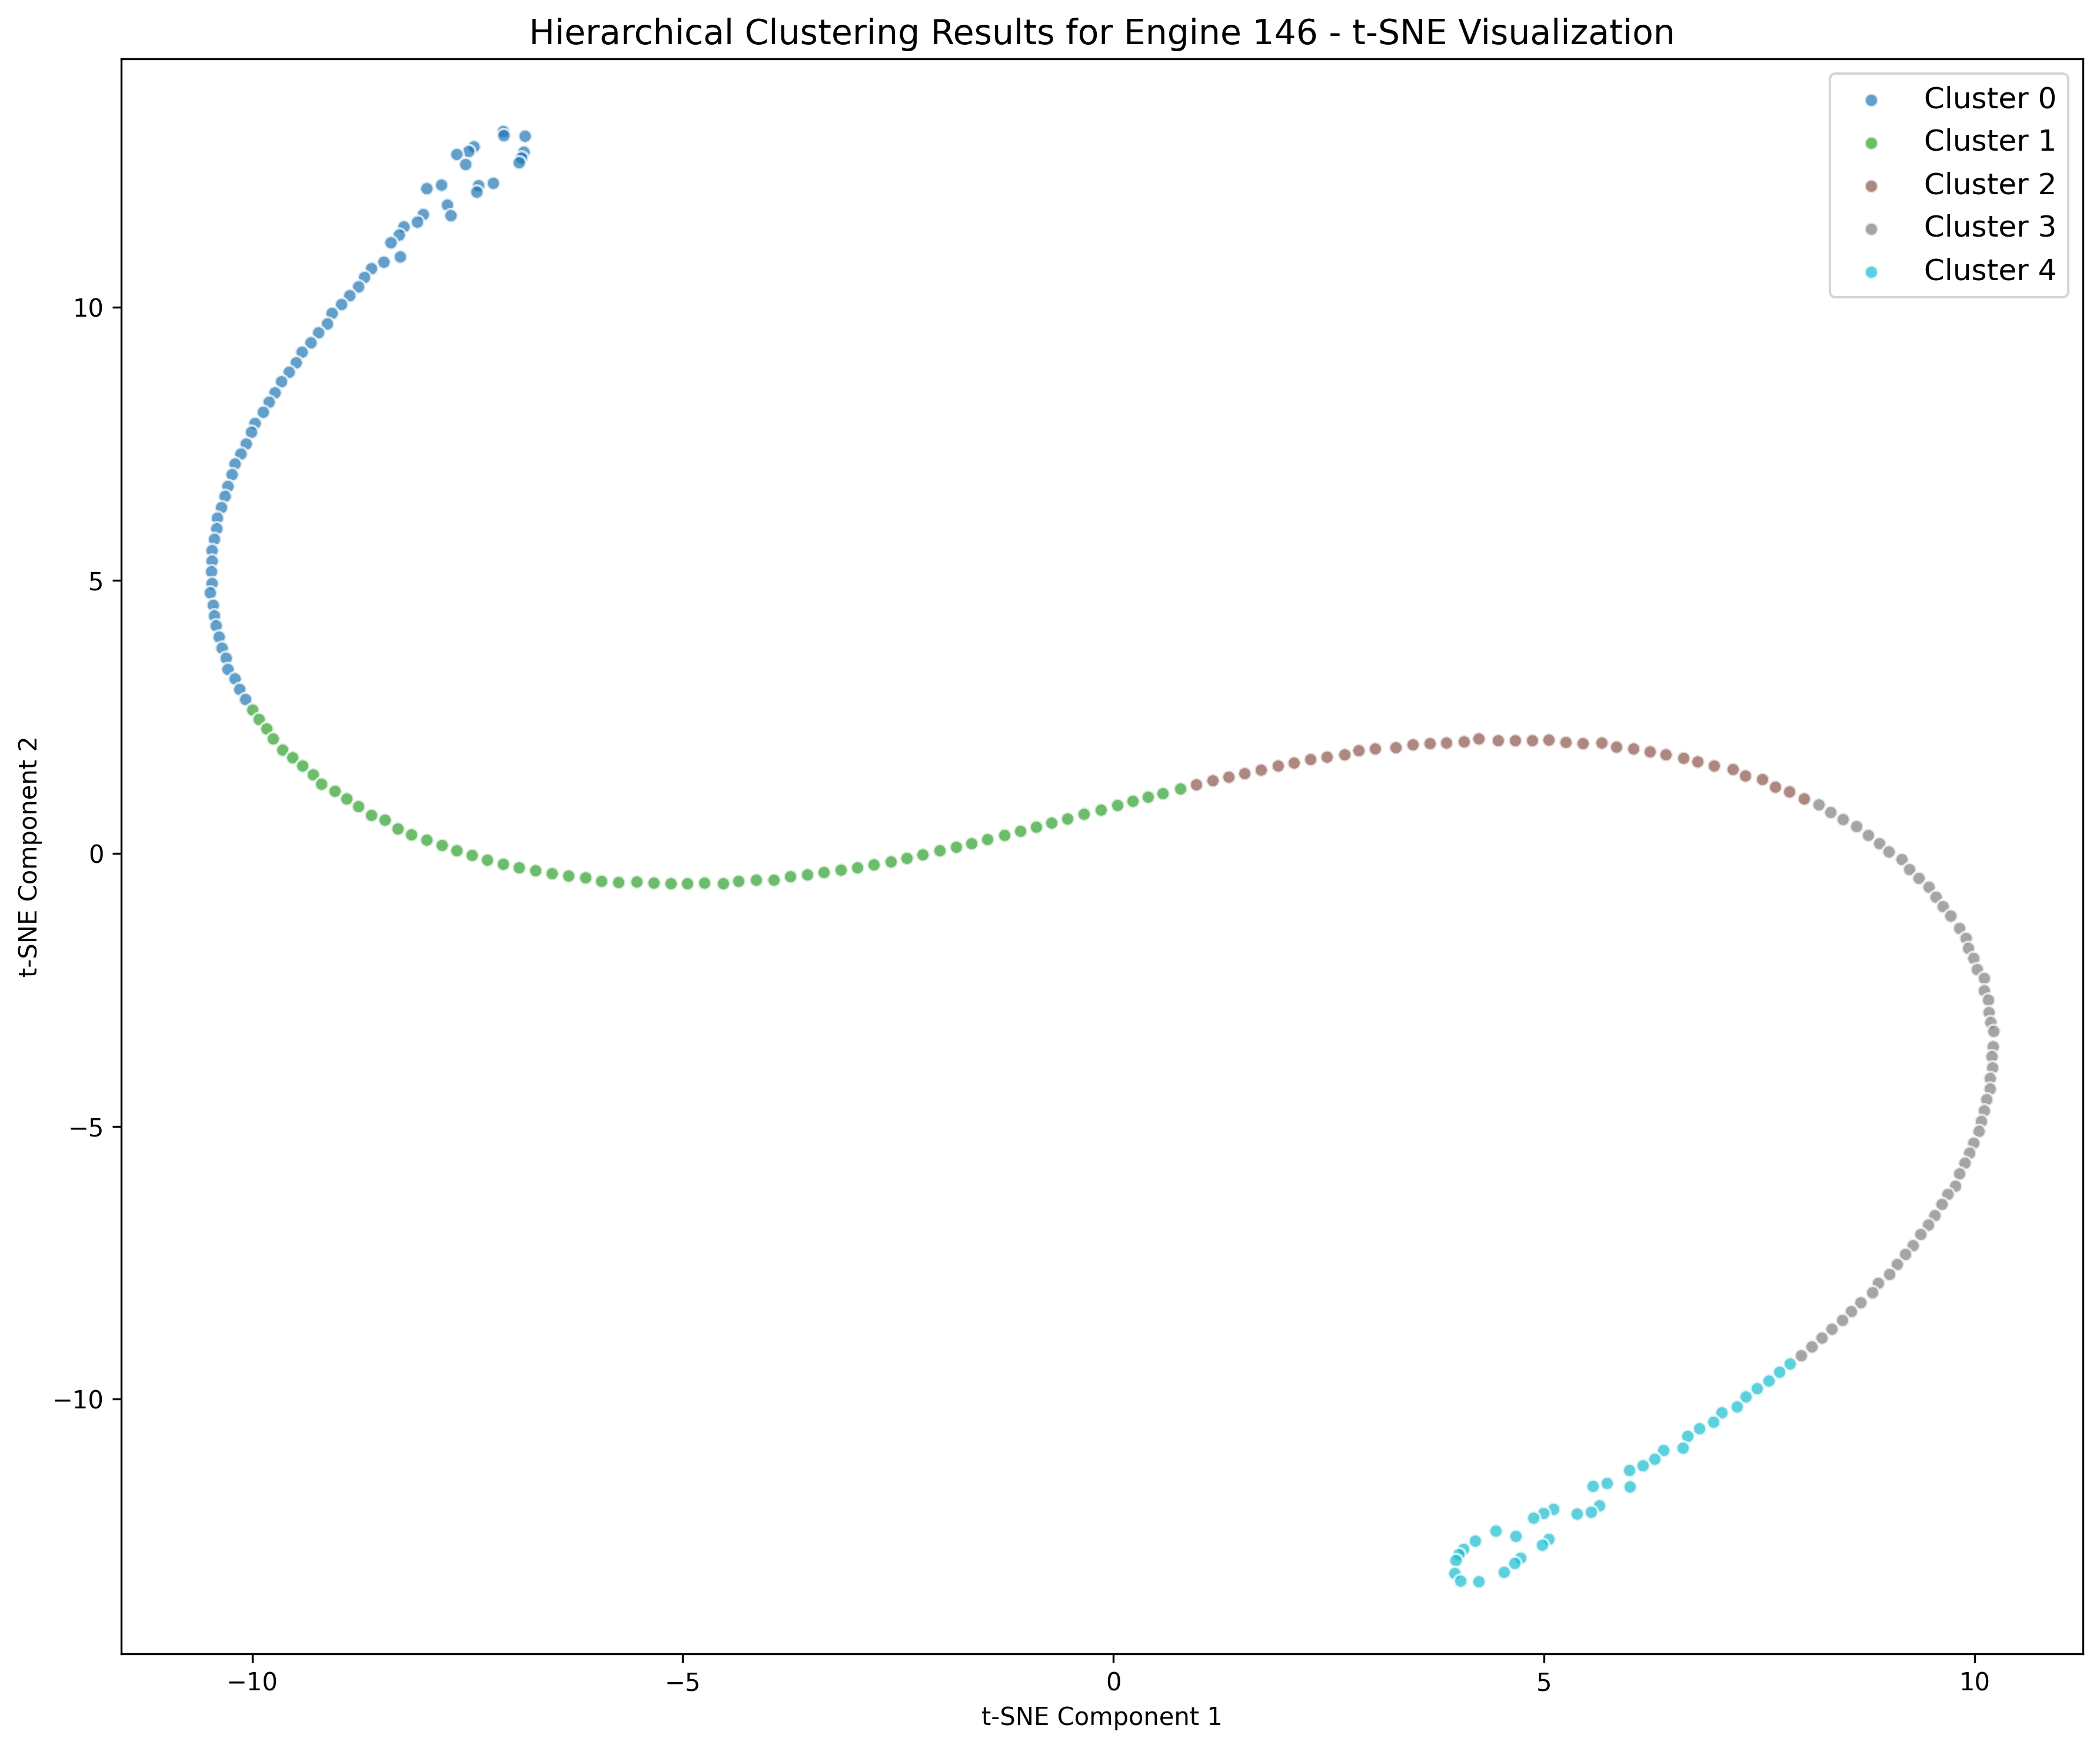 Hierarchical Clustering Results for Engine 146 - t-SNE Visualization
Cluster 0
Cluster 1
Cluster 2
Cluster 3
Cluster 4
10
5
0
−5
−10
t-SNE Component 2
−10
−5
0
5
10
t-SNE Component 1